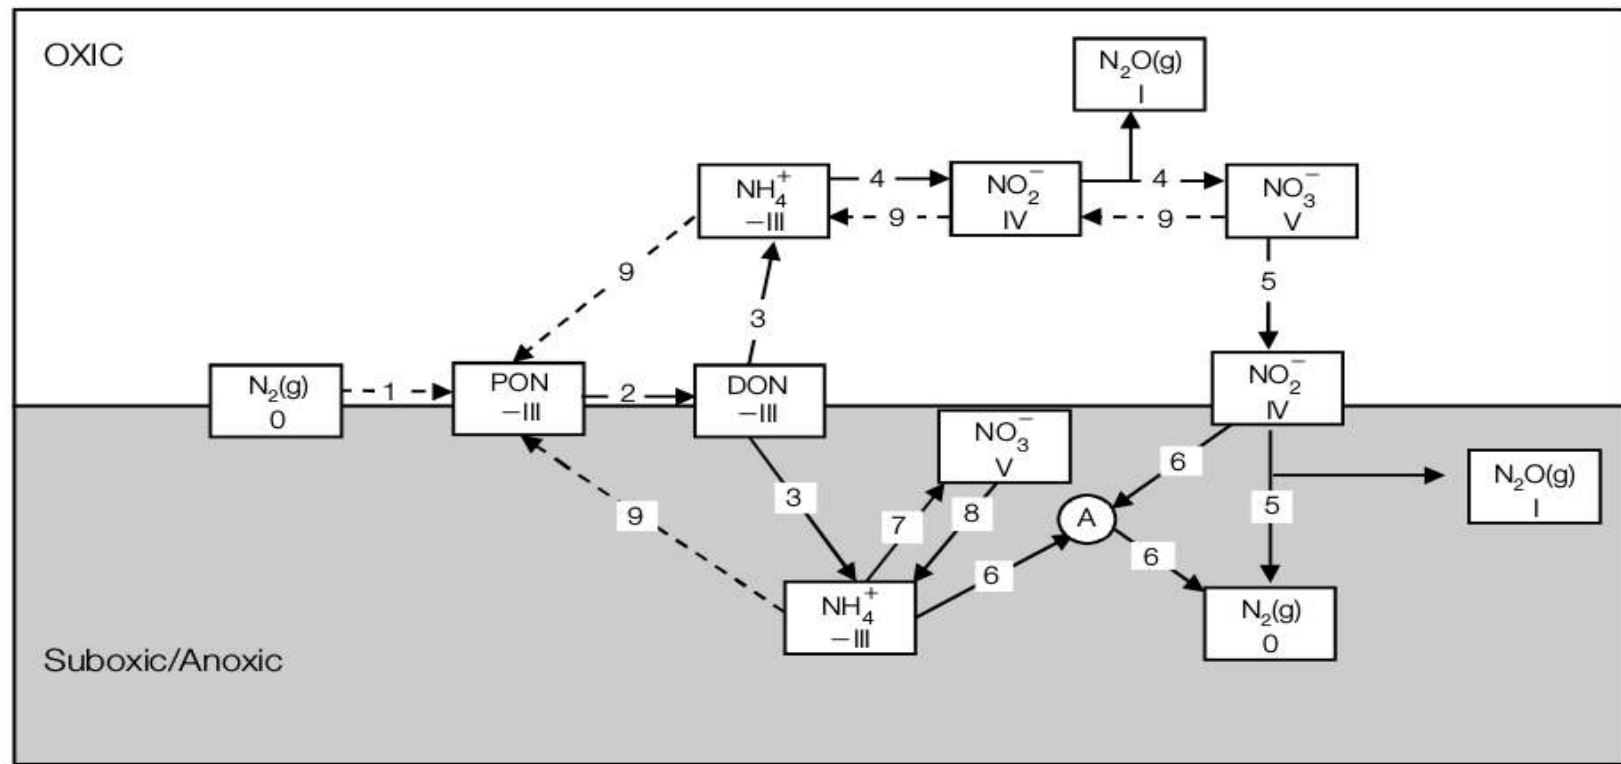 OXIC
N₂O(g)
I
NH₄⁺
−III
4
NO₂⁻
IV
4
NO₃⁻
V
9
9
9
5
3
N₂(g)
0
1
PON
−III
2
DON
−III
NO₂⁻
IV
NO₃⁻
V
6
N₂O(g)
I
3
7
8
A
5
9
6
6
NH₄⁺
−III
N₂(g)
0
Suboxic/Anoxic